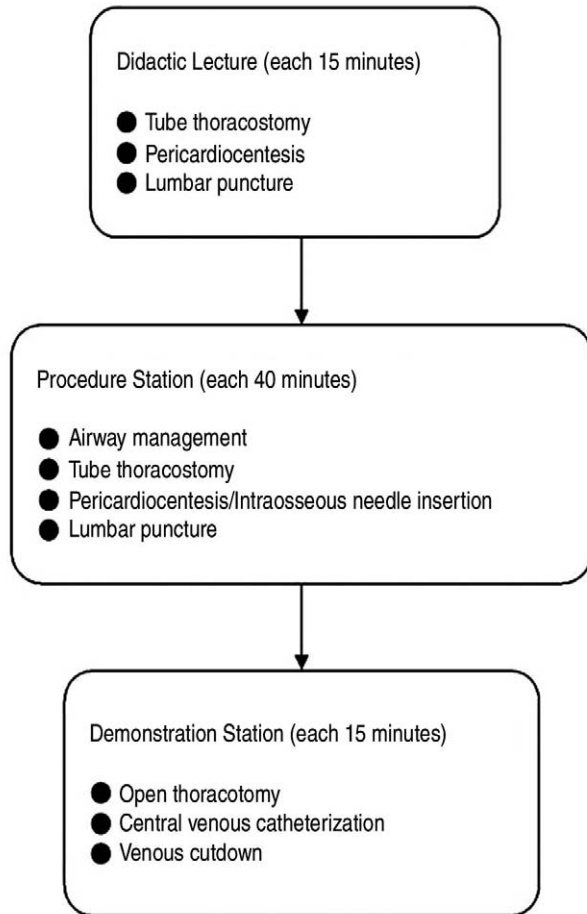 Didactic Lecture (each 15 minutes)
● Tube thoracostomy
● Pericardiocentesis
● Lumbar puncture
Procedure Station (each 40 minutes)
● Airway management
● Tube thoracostomy
● Pericardiocentesis/Intraosseous needle insertion
● Lumbar puncture
Demonstration Station (each 15 minutes)
● Open thoracotomy
● Central venous catheterization
● Venous cutdown